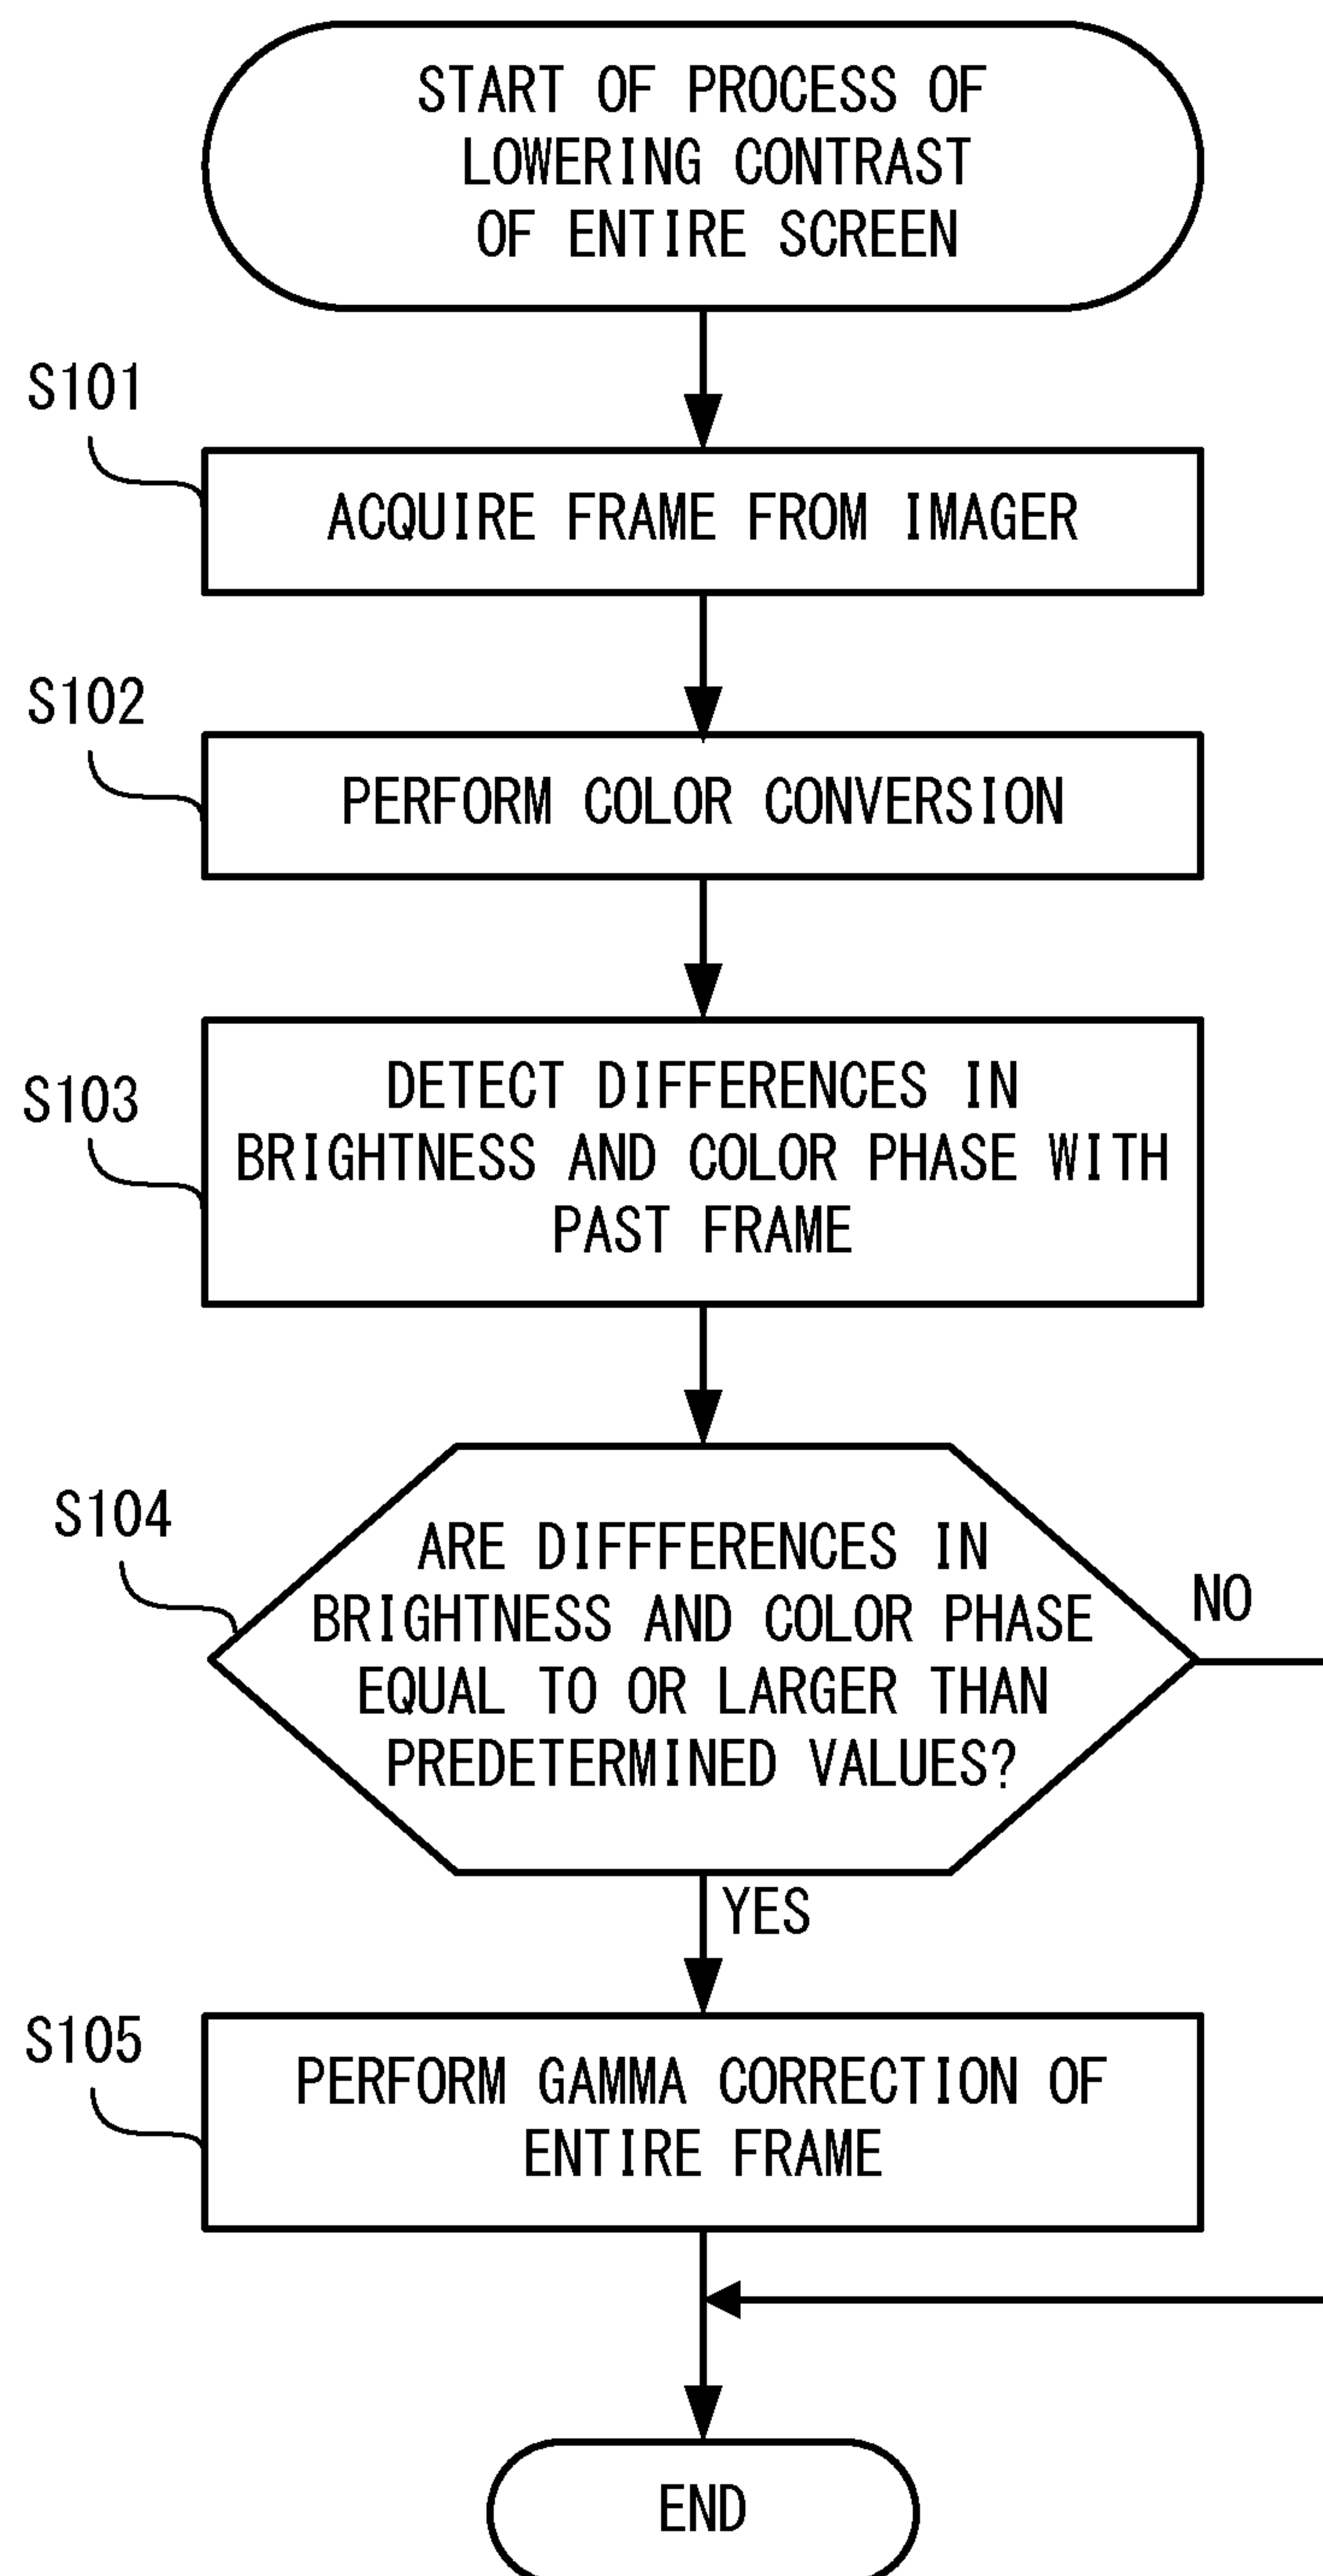 START OF PROCESS OF
LOWERING CONTRAST
OF ENTIRE SCREEN
S101
ACQUIRE FRAME FROM IMAGER
S102
PERFORM COLOR CONVERSION
S103
DETECT DIFFERENCES IN
BRIGHTNESS AND COLOR PHASE WITH
PAST FRAME
S104
ARE DIFFFERENCES IN
BRIGHTNESS AND COLOR PHASE
EQUAL TO OR LARGER THAN
PREDETERMINED VALUES?
NO
YES
S105
PERFORM GAMMA CORRECTION OF
ENTIRE FRAME
END